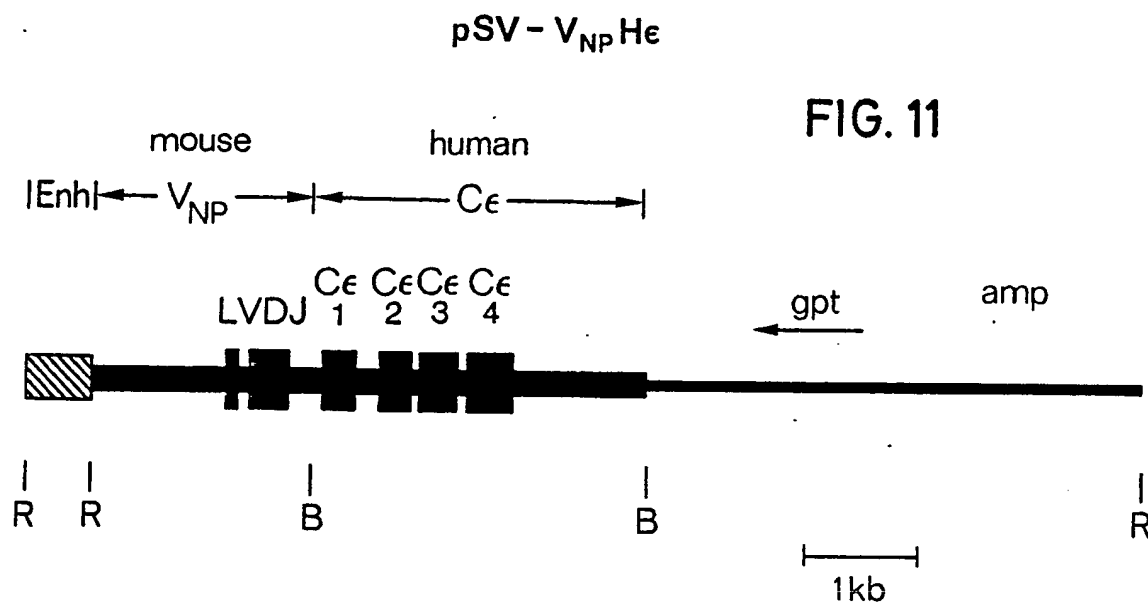 pSV - V_NP Hε
FIG. 11
mouse human
|Enh| V_NP Cε
Cε Cε Cε Cε
LVDJ 1 2 3 4
gpt amp
R R B B R
1kb